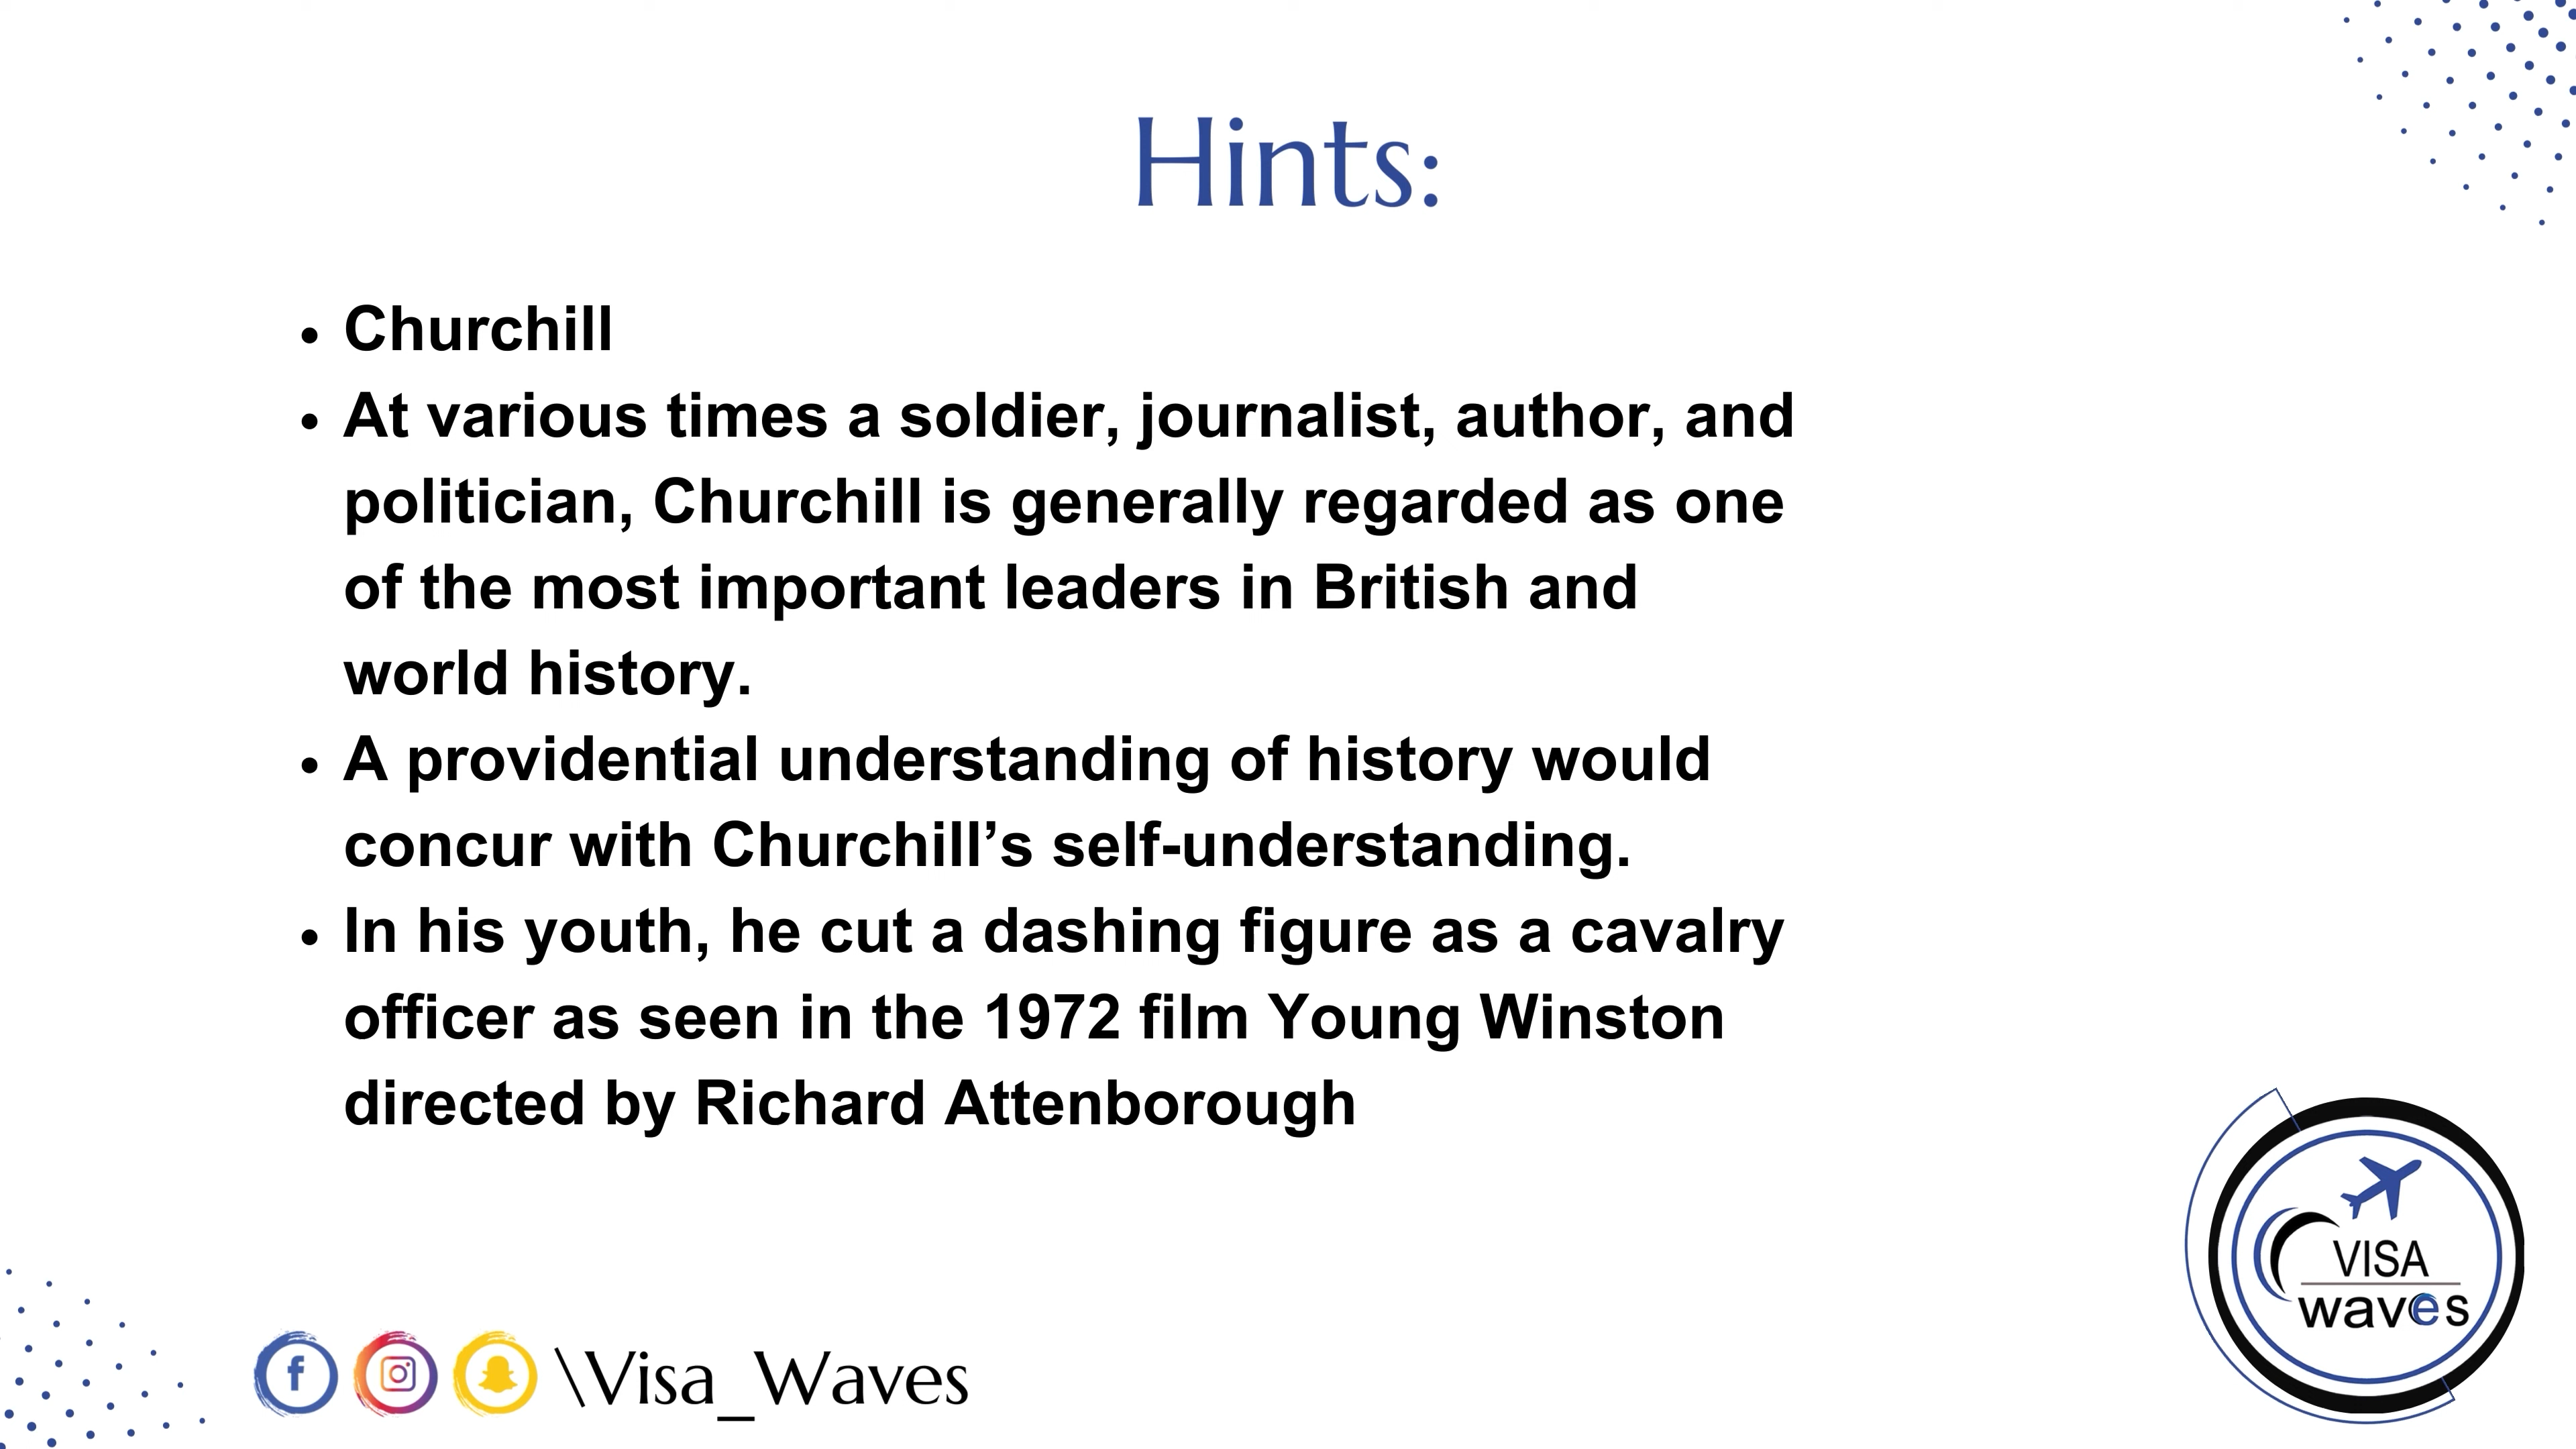 Hints:
• Churchill
• At various times a soldier, journalist, author, and
politician, Churchill is generally regarded as one
of the most important leaders in British and
world history.
• A providential understanding of history would
concur with Churchill’s self-understanding.
• In his youth, he cut a dashing figure as a cavalry
officer as seen in the 1972 film Young Winston
directed by Richard Attenborough
VISA
waves
\Visa_Waves